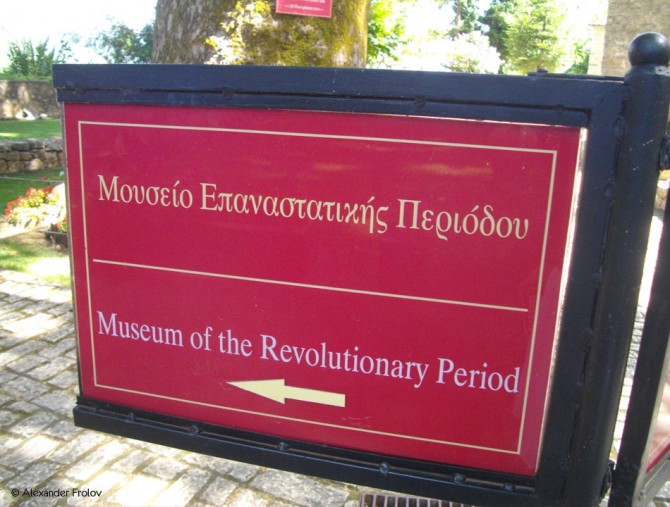 Μουσείο Επαναστατικής Περιόδου
Museum of the Revolutionary Period
© Alexander Frolov